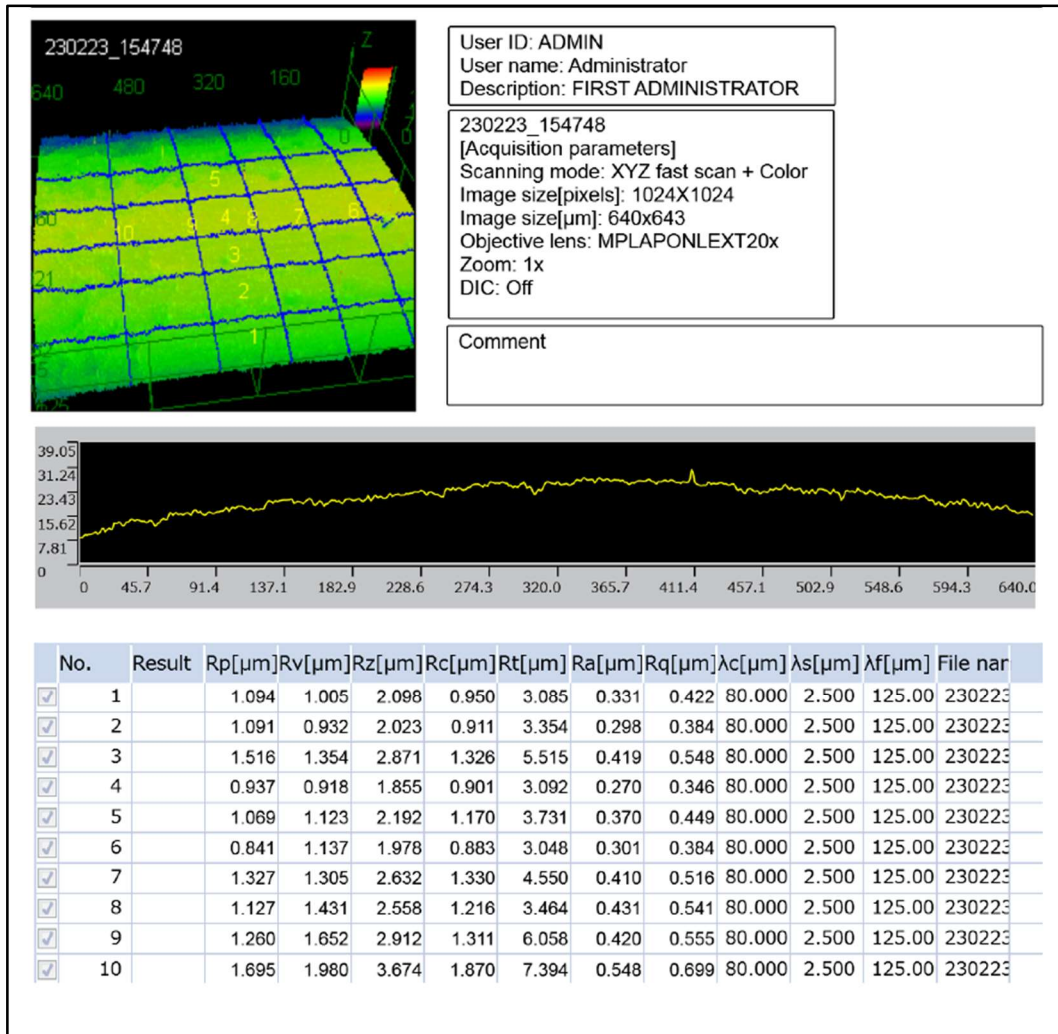 230223_154748
Z
640 480 320 160
0 0
5
10 9 4 8 7 6
3
21
2
1
User ID: ADMIN
User name: Administrator
Description: FIRST ADMINISTRATOR
230223_154748
[Acquisition parameters]
Scanning mode: XYZ fast scan + Color
Image size[pixels]: 1024X1024
Image size[µm]: 640x643
Objective lens: MPLAPONLEXT20x
Zoom: 1x
DIC: Off
Comment
39.05
31.24
23.43
15.62
7.81
0
0 45.7 91.4 137.1 182.9 228.6 274.3 320.0 365.7 411.4 457.1 502.9 548.6 594.3 640.0
No. Result Rp[µm] Rv[µm] Rz[µm] Rc[µm] Rt[µm] Ra[µm] Rq[µm] λc[µm] λs[µm] λf[µm] File nar
1 1.094 1.005 2.098 0.950 3.085 0.331 0.422 80.000 2.500 125.00 230223
2 1.091 0.932 2.023 0.911 3.354 0.298 0.384 80.000 2.500 125.00 230223
3 1.516 1.354 2.871 1.326 5.515 0.419 0.548 80.000 2.500 125.00 230223
4 0.937 0.918 1.855 0.901 3.092 0.270 0.346 80.000 2.500 125.00 230223
5 1.069 1.123 2.192 1.170 3.731 0.370 0.449 80.000 2.500 125.00 230223
6 0.841 1.137 1.978 0.883 3.048 0.301 0.384 80.000 2.500 125.00 230223
7 1.327 1.305 2.632 1.330 4.550 0.410 0.516 80.000 2.500 125.00 230223
8 1.127 1.431 2.558 1.216 3.464 0.431 0.541 80.000 2.500 125.00 230223
9 1.260 1.652 2.912 1.311 6.058 0.420 0.555 80.000 2.500 125.00 230223
10 1.695 1.980 3.674 1.870 7.394 0.548 0.699 80.000 2.500 125.00 230223